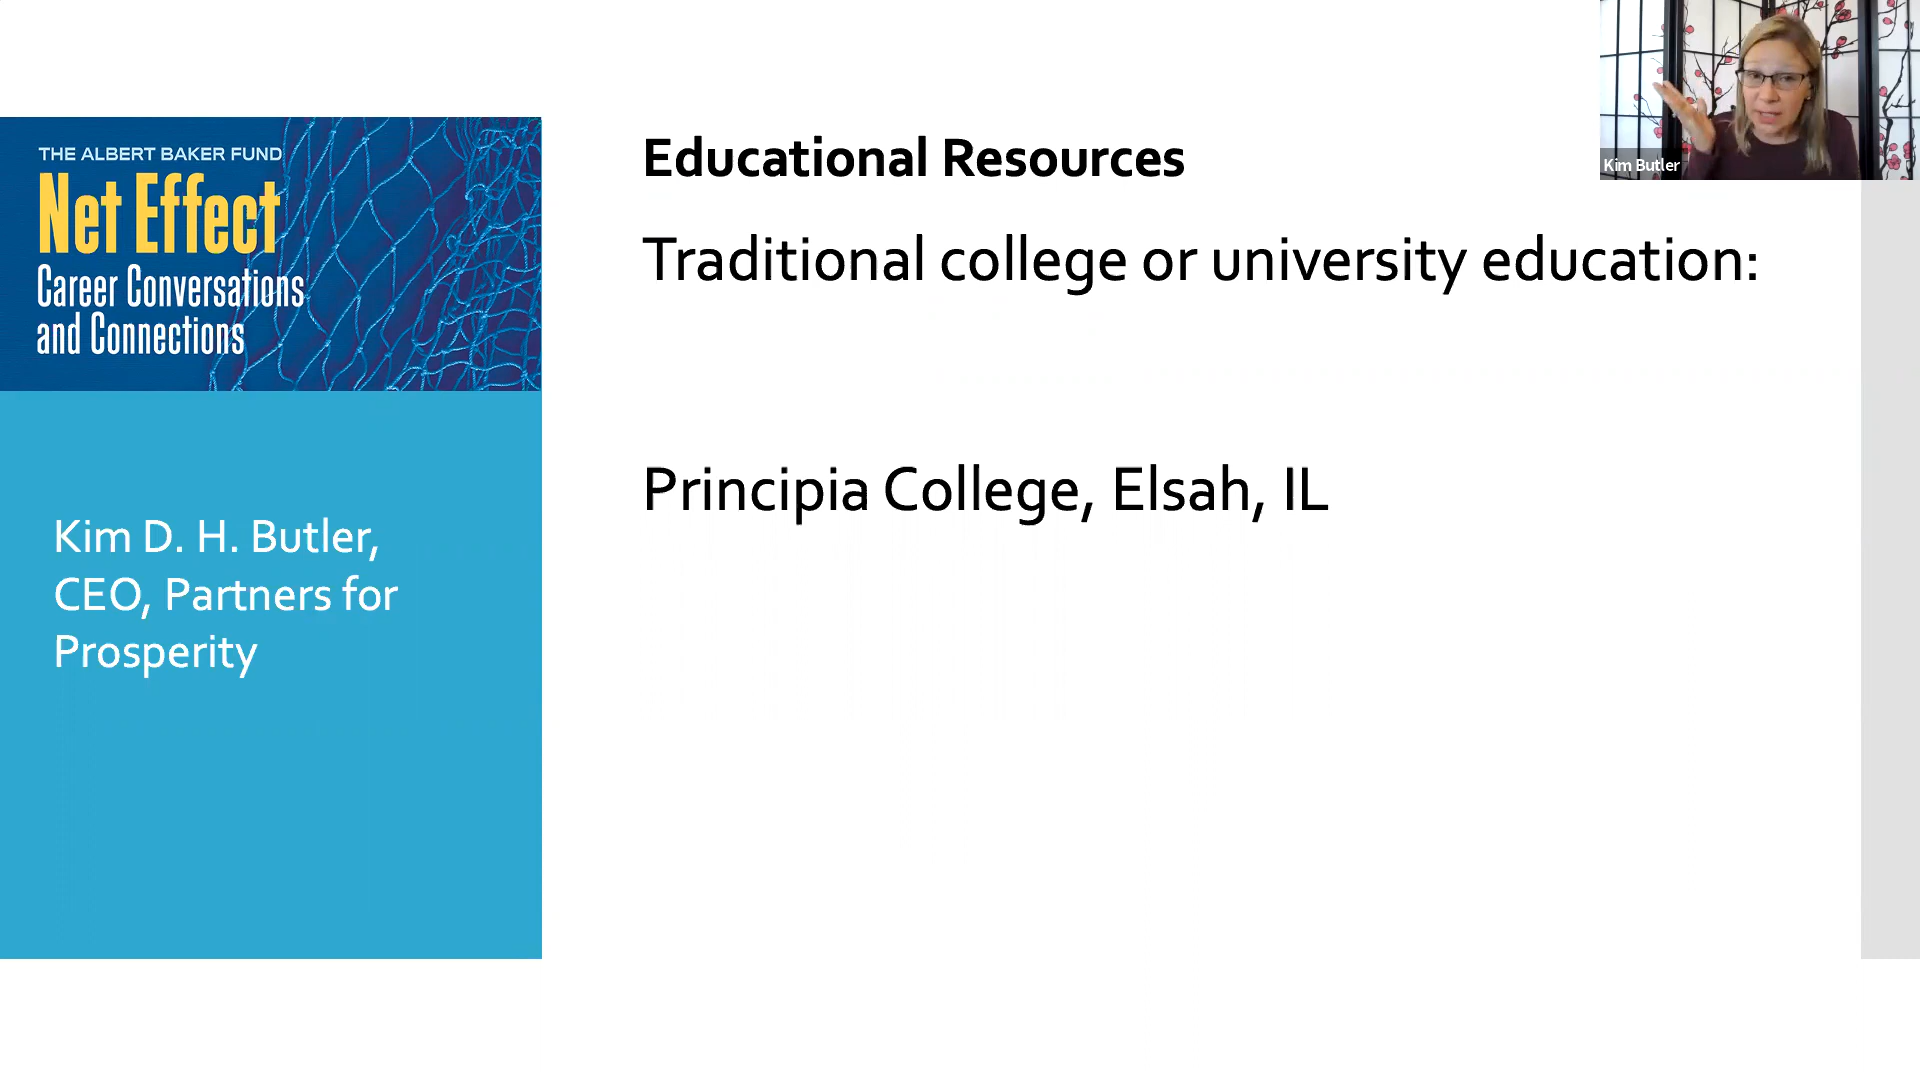 THE ALBERT BAKER FUND
Net Effect
Career Conversations
and Connections
Kim D. H. Butler,
CEO, Partners for
Prosperity
Educational Resources
Traditional college or university education:
Principia College, Elsah, IL
Kim Butler